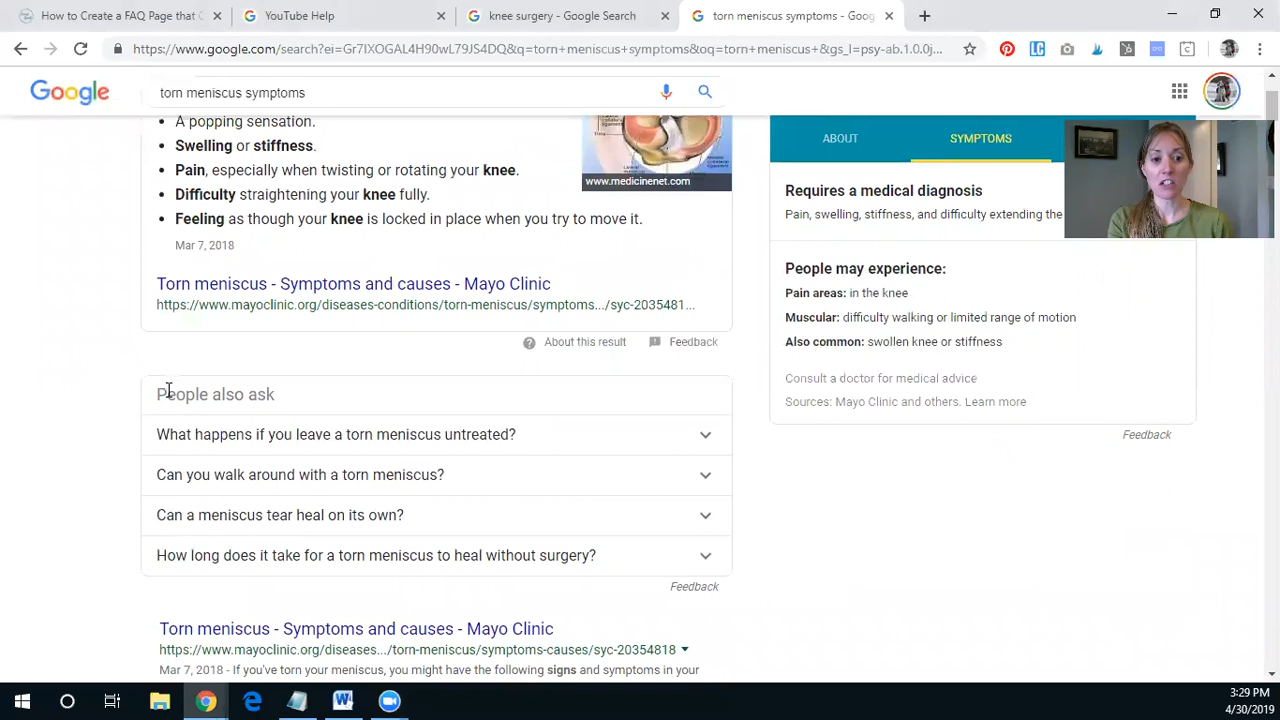 How to Create a FAQ Page that C
YouTube Help
knee surgery - Google Search
torn meniscus symptoms - Goog
https://www.google.com/search?ei=Gr7IXOGAL4H90wL79JS4DQ&q=torn+meniscus+symptoms&oq=torn+meniscus+&gs_l=psy-ab.1.0.0j...
Google
torn meniscus symptoms
A popping sensation.
Swelling or stiffness.
Pain, especially when twisting or rotating your knee.
Difficulty straightening your knee fully.
Feeling as though your knee is locked in place when you try to move it.
Mar 7, 2018
www.medicinenet.com
Torn meniscus - Symptoms and causes - Mayo Clinic
https://www.mayoclinic.org/diseases-conditions/torn-meniscus/symptoms.../syc-2035481...
About this result
Feedback
People also ask
What happens if you leave a torn meniscus untreated?
Can you walk around with a torn meniscus?
Can a meniscus tear heal on its own?
How long does it take for a torn meniscus to heal without surgery?
Feedback
Torn meniscus - Symptoms and causes - Mayo Clinic
https://www.mayoclinic.org/diseases.../torn-meniscus/symptoms-causes/syc-20354818
Mar 7, 2018 - If you've torn your meniscus, you might have the following signs and symptoms in your
ABOUT
SYMPTOMS
Requires a medical diagnosis
Pain, swelling, stiffness, and difficulty extending the
People may experience:
Pain areas: in the knee
Muscular: difficulty walking or limited range of motion
Also common: swollen knee or stiffness
Consult a doctor for medical advice
Sources: Mayo Clinic and others. Learn more
Feedback
3:29 PM
4/30/2019